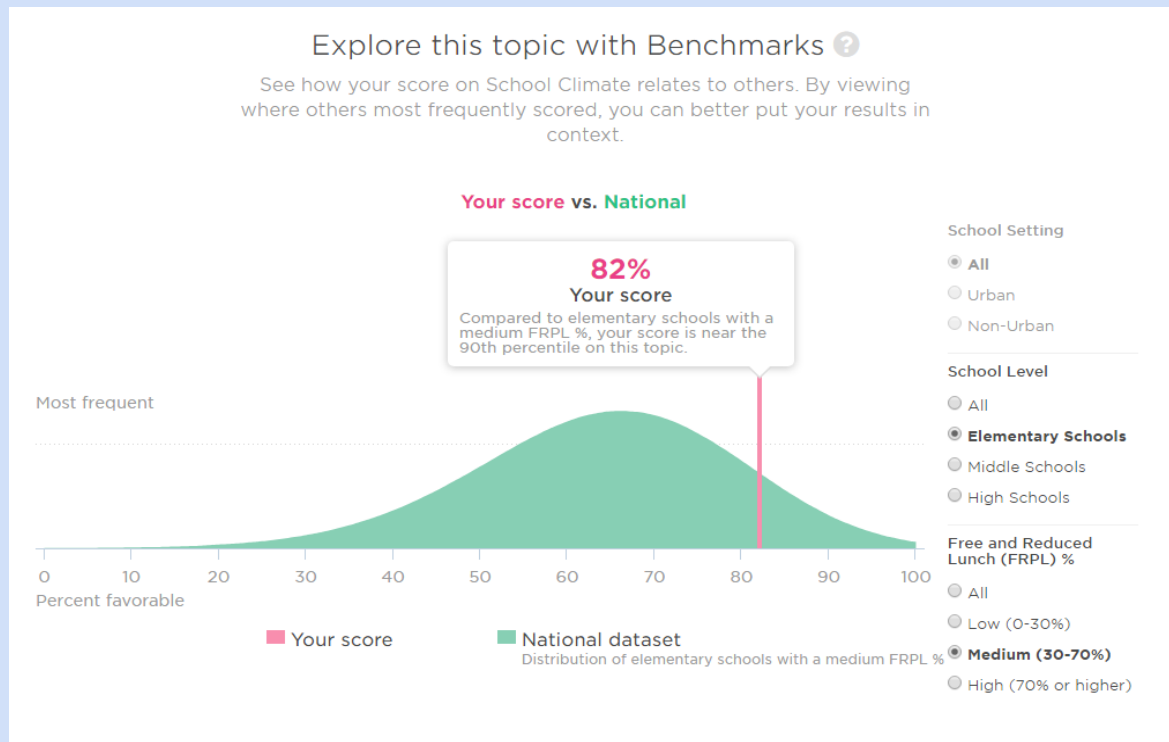 Explore this topic with Benchmarks ?
See how your score on School Climate relates to others. By viewing
where others most frequently scored, you can better put your results in
context.
Your score vs. National
82%
Your score
Compared to elementary schools with a
medium FRPL %, your score is near the
90th percentile on this topic.
Most frequent
0 10 20 30 40 50 60 70 80 90 100
Percent favorable
Your score
National dataset
Distribution of elementary schools with a medium FRPL %
School Setting
All
Urban
Non-Urban
School Level
All
Elementary Schools
Middle Schools
High Schools
Free and Reduced
Lunch (FRPL) %
All
Low (0-30%)
Medium (30-70%)
High (70% or higher)